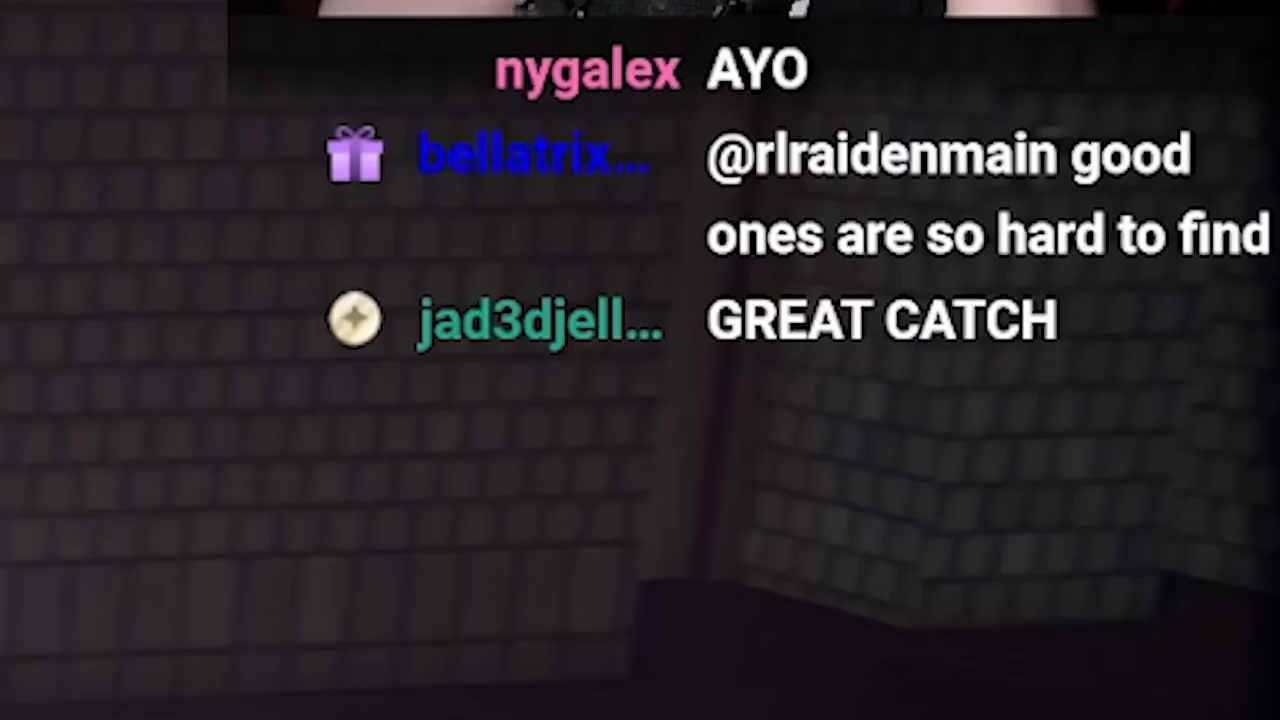 nygalex AYO
bellatrix... @rlraidenmain good
ones are so hard to find
jad3djell... GREAT CATCH